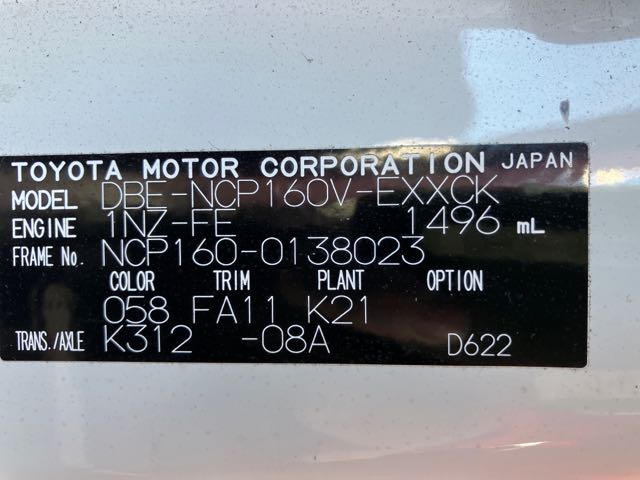 TOYOTA MOTOR CORPORATION JAPAN
MODEL DBE-NCP160V-EXXCK
ENGINE 1NZ-FE 1496 mL
FRAME No. NCP160-0138023
COLOR TRIM PLANT OPTION
058 FA11 K21
TRANS./AXLE K312 -08A D622